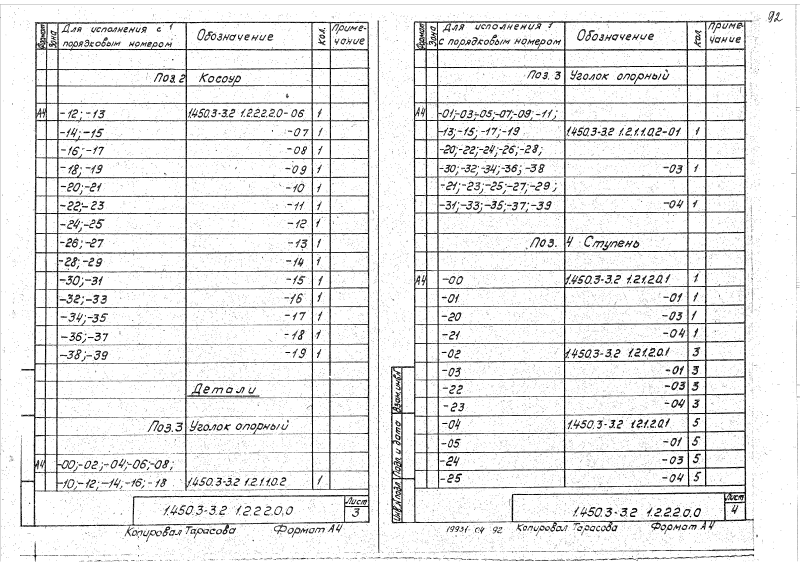 92
Формат
Зона
Для исполнения с 1 порядковым номером
Обозначение
Кол.
Примечание
Поз.2 Косоур
А4 -12;-13 1.450.3-3.2 1.2.2.2.0-06 1
-14;-15 -07 1
-16;-17 -08 1
-18;-19 -09 1
-20;-21 -10 1
-22;-23 -11 1
-24;-25 -12 1
-26;-27 -13 1
-28;-29 -14 1
-30;-31 -15 1
-32;-33 -16 1
-34;-35 -17 1
-36;-37 -18 1
-38;-39 -19 1
Детали
Поз.3 Уголок опорный
А4 -00;-02;-04;-06;-08;
-10;-12;-14;-16;-18 1.450.3-3.2 1.2.1.1.0.2 1
1.450.3-3.2 1.2.2.2.0.0
Лист
3
Копировал Тарасова Формат А4
Формат
Зона
Для исполнения 1 с порядковым номером
Обозначение
Кол
Примечание
Поз. 3 Уголок опорный
А4 -01;-03;-05;-07;-09;-11;
-13;-15;-17;-19 1.450.3-3.2 1.2.1.1.0.2-01 1
-20;-22;-24;-26;-28;
-30;-32;-34;-36;-38 -03 1
-21;-23;-25;-27;-29;
-31;-33;-35;-37;-39 -04 1
Поз. 4 Ступень
А4 -00 1.450.3-3.2 1.2.1.2.0.1 1
-01 -01 1
-20 -03 1
-21 -04 1
-02 1.450.3-3.2 1.2.1.2.0.1 3
-03 -01 3
-22 -03 3
-23 -04 3
-04 1.450.3-3.2 1.2.1.2.0.1 5
-05 -01 5
-24 -03 5
-25 -04 5
Взам.инв.№
Подп. и дата
Инв.№ подл.
1.450.3-3.2 1.2.2.2.0.0
Лист
4
19931-04 92 Копировал Тарасова Формат А4